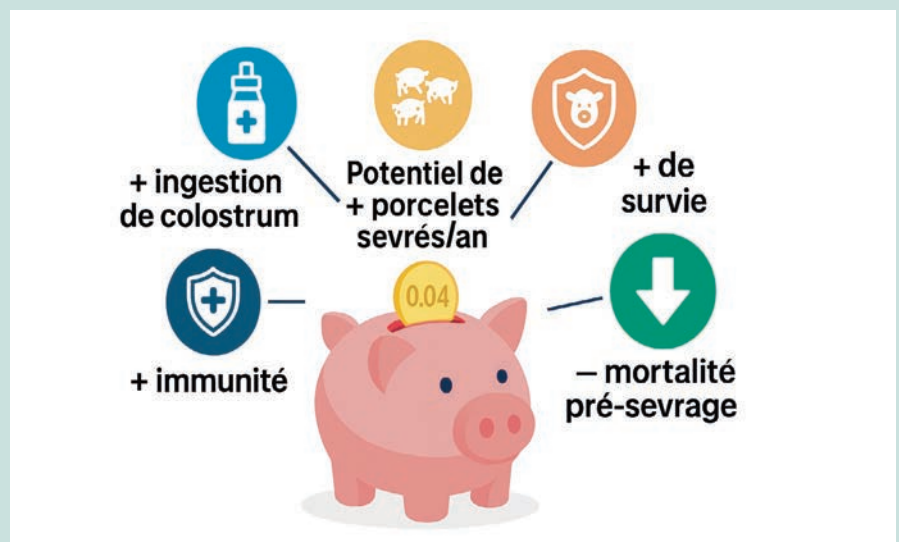 + ingestion
de colostrum
Potentiel de
+ porcelets
sevrés/an
+ de
survie
+ immunité
0.04
– mortalité
pré-sevrage